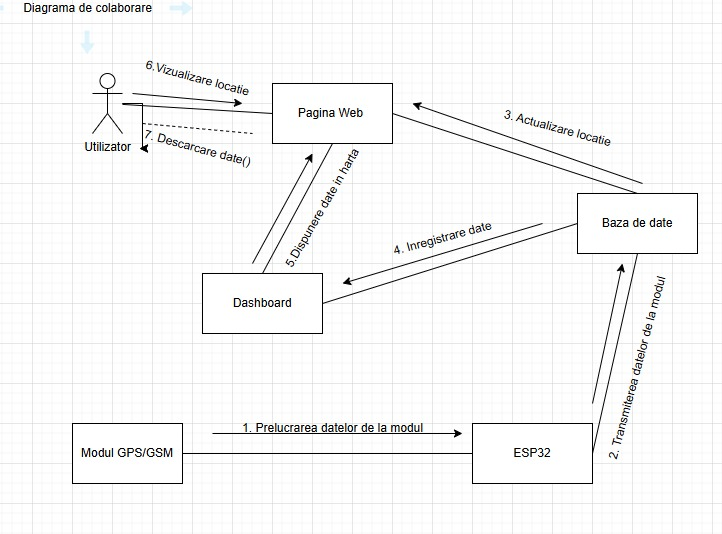 Diagrama de colaborare
6.Vizualizare locatie
Utilizator
7. Descarcare date()
Pagina Web
3. Actualizare locatie
Baza de date
4. Inregistrare date
5.Dispunere date in harta
Dashboard
2. Transmiterea datelor de la modul
1. Prelucrarea datelor de la modul
Modul GPS/GSM
ESP32